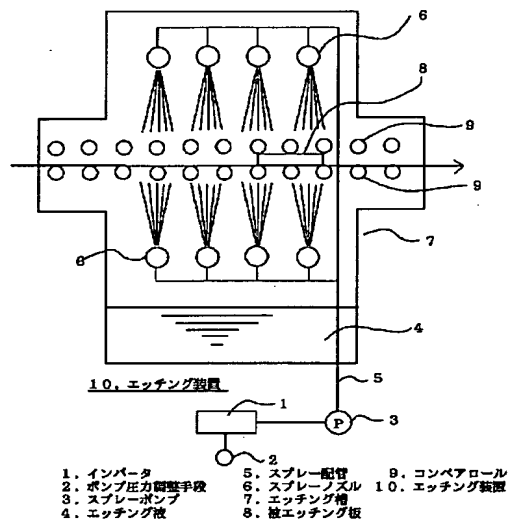 6
8
9
9
6
7
4
5
10．エッチング装置
1
P
3
2
1．インバータ 5．スプレー配管 9．コンベアロール
2．ポンプ圧力調整手段 6．スプレーノズル 10．エッチング装置
3．スプレーポンプ 7．エッチング槽
4．エッチング液 8．被エッチング板